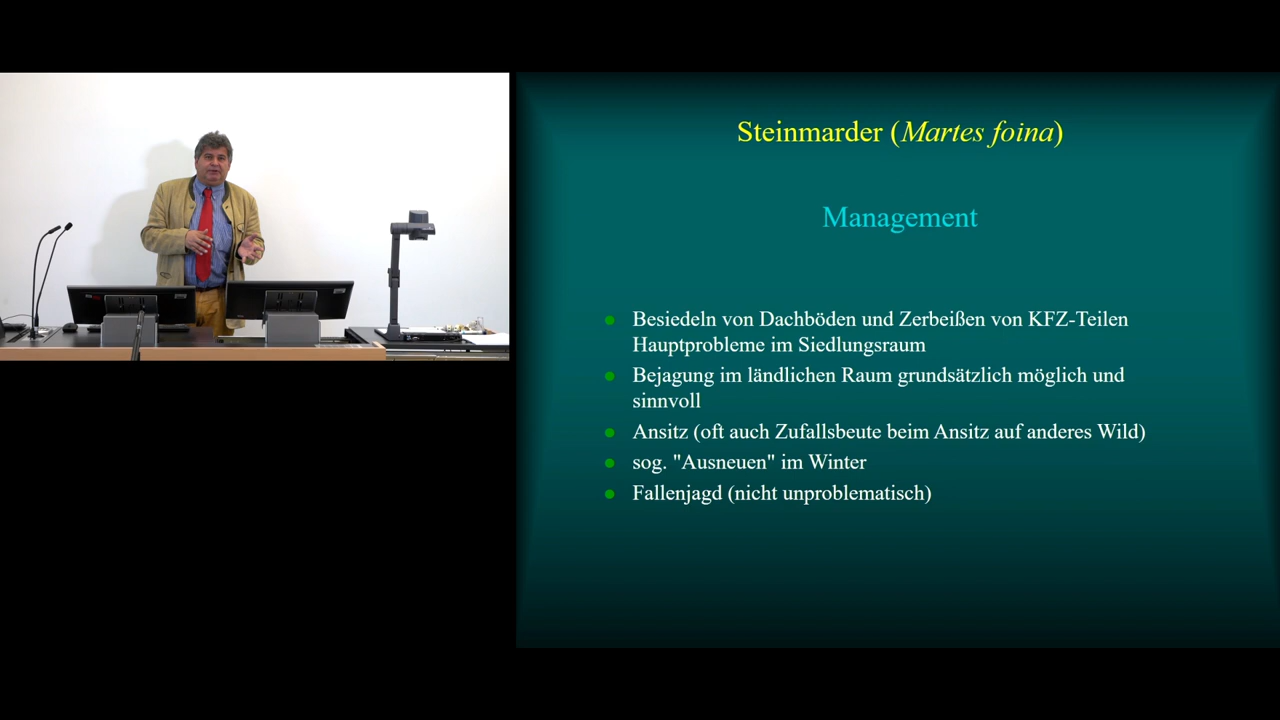 Steinmarder (Martes foina)
Management
Besiedeln von Dachböden und Zerbeißen von KFZ-Teilen
Hauptprobleme im Siedlungsraum
Bejagung im ländlichen Raum grundsätzlich möglich und
sinnvoll
Ansitz (oft auch Zufallsbeute beim Ansitz auf anderes Wild)
sog. "Ausneuen" im Winter
Fallenjagd (nicht unproblematisch)